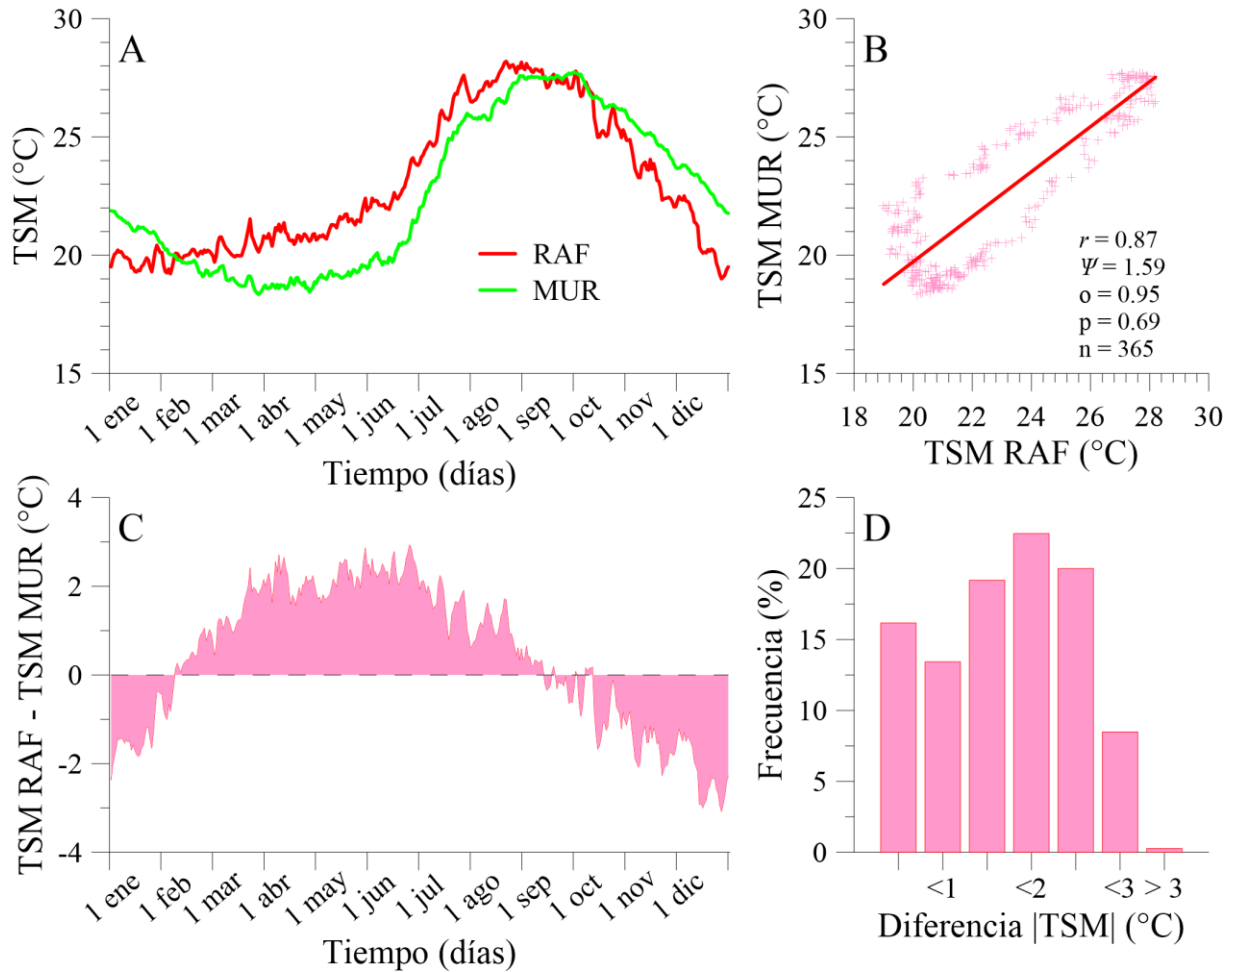 A
TSM (°C)
30
25
20
15
RAF
MUR
1 ene
1 feb
1 mar
1 abr
1 may
1 jun
1 jul
1 ago
1 sep
1 oct
1 nov
1 dic
Tiempo (días)
B
TSM MUR (°C)
30
25
20
15
r = 0.87
Ψ = 1.59
o = 0.95
p = 0.69
n = 365
18 20 22 24 26 28 30
TSM RAF (°C)
C
TSM RAF - TSM MUR (°C)
4
2
0
-2
-4
1 ene
1 feb
1 mar
1 abr
1 may
1 jun
1 jul
1 ago
1 sep
1 oct
1 nov
1 dic
Tiempo (días)
D
Frecuencia (%)
25
20
15
10
5
0
<1 <2 <3 > 3
Diferencia |TSM| (°C)